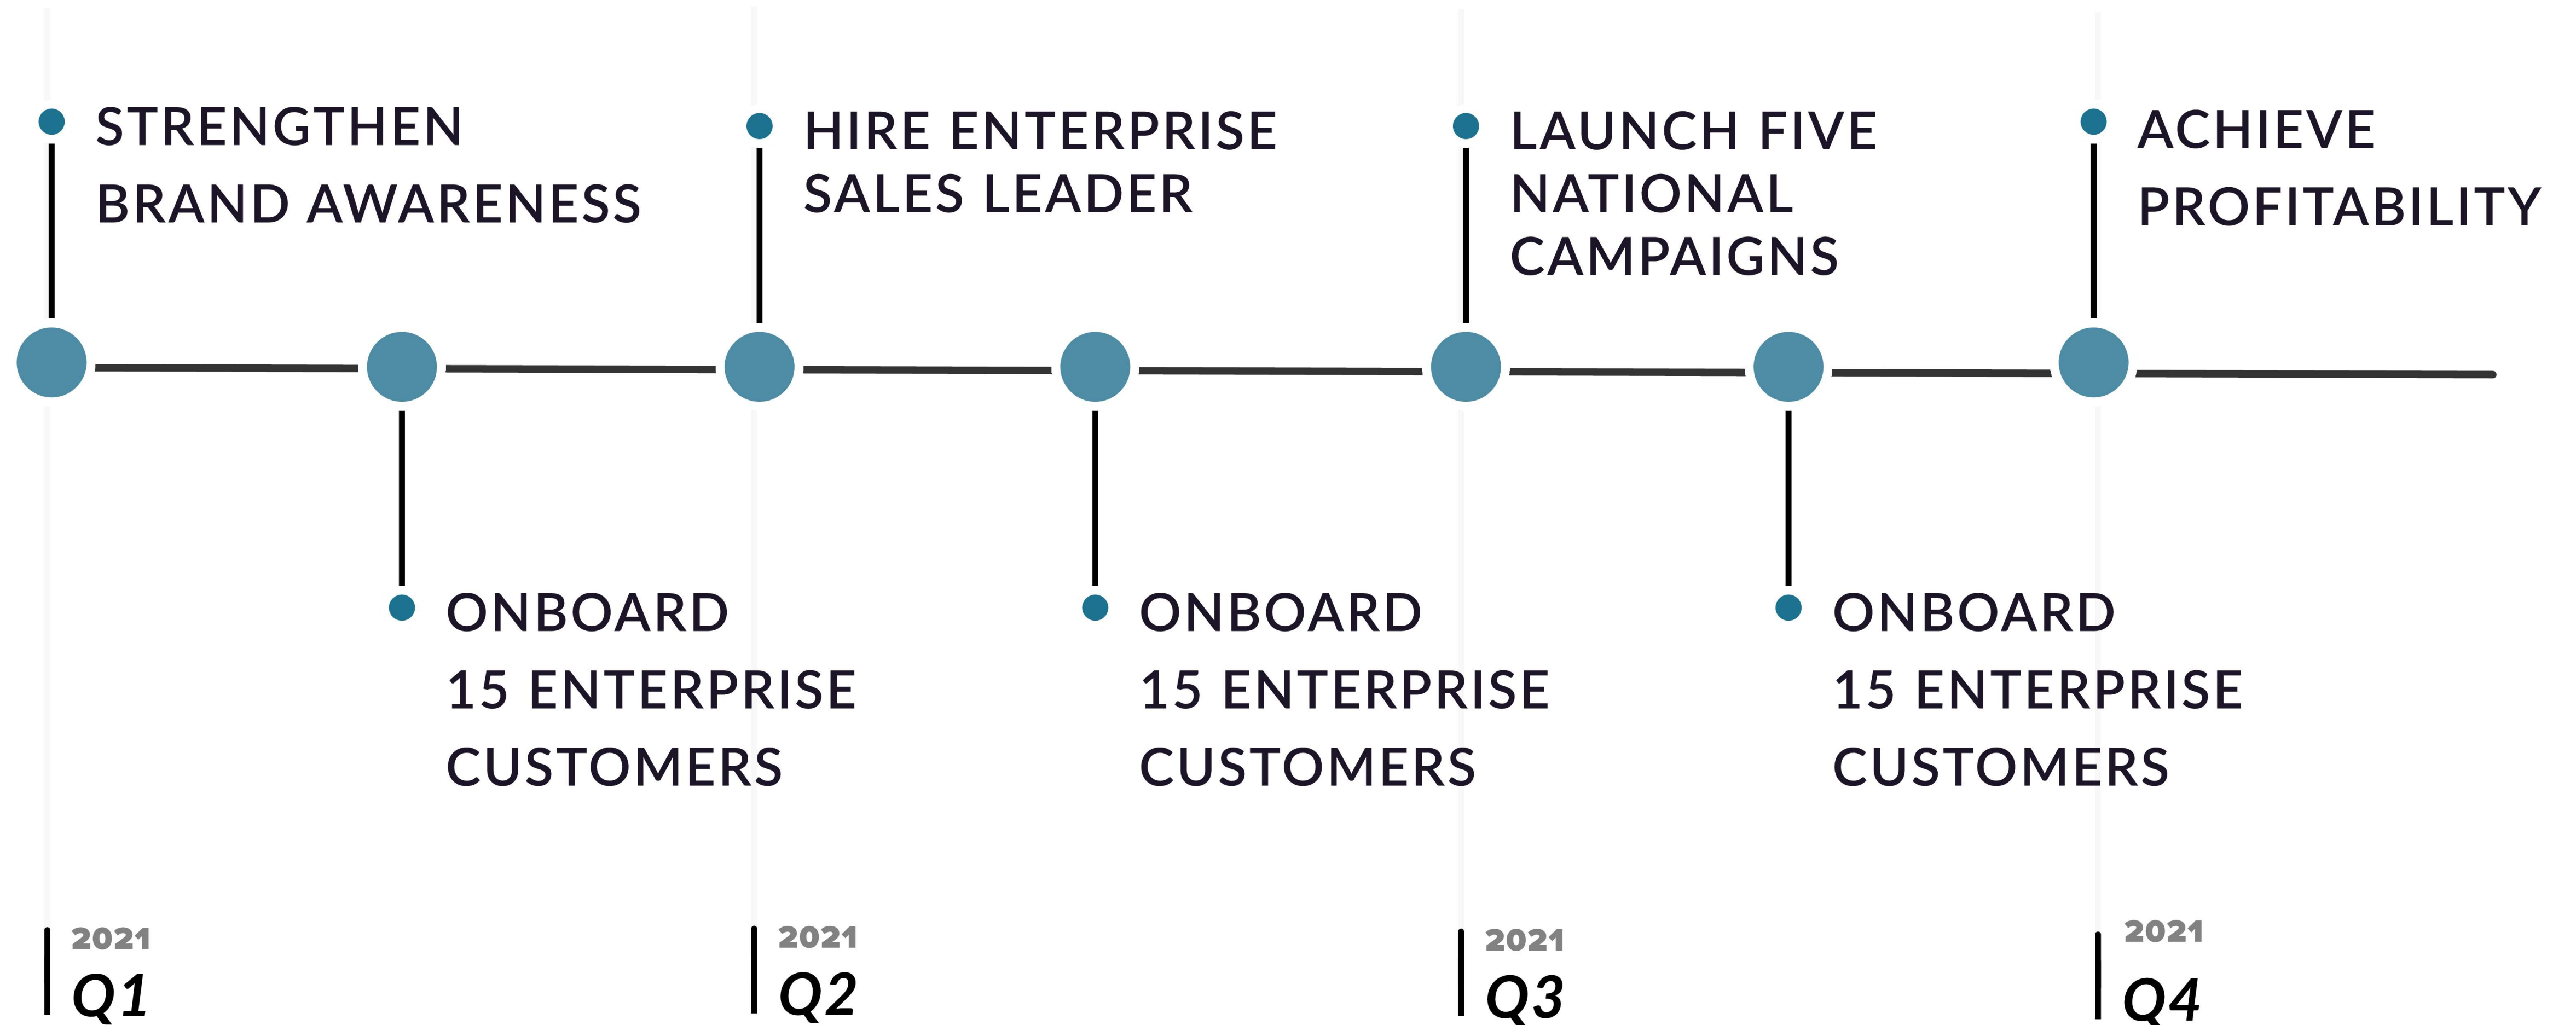 STRENGTHEN
BRAND AWARENESS
HIRE ENTERPRISE
SALES LEADER
LAUNCH FIVE
NATIONAL
CAMPAIGNS
ACHIEVE
PROFITABILITY
ONBOARD
15 ENTERPRISE
CUSTOMERS
ONBOARD
15 ENTERPRISE
CUSTOMERS
ONBOARD
15 ENTERPRISE
CUSTOMERS
2021
Q1
2021
Q2
2021
Q3
2021
Q4